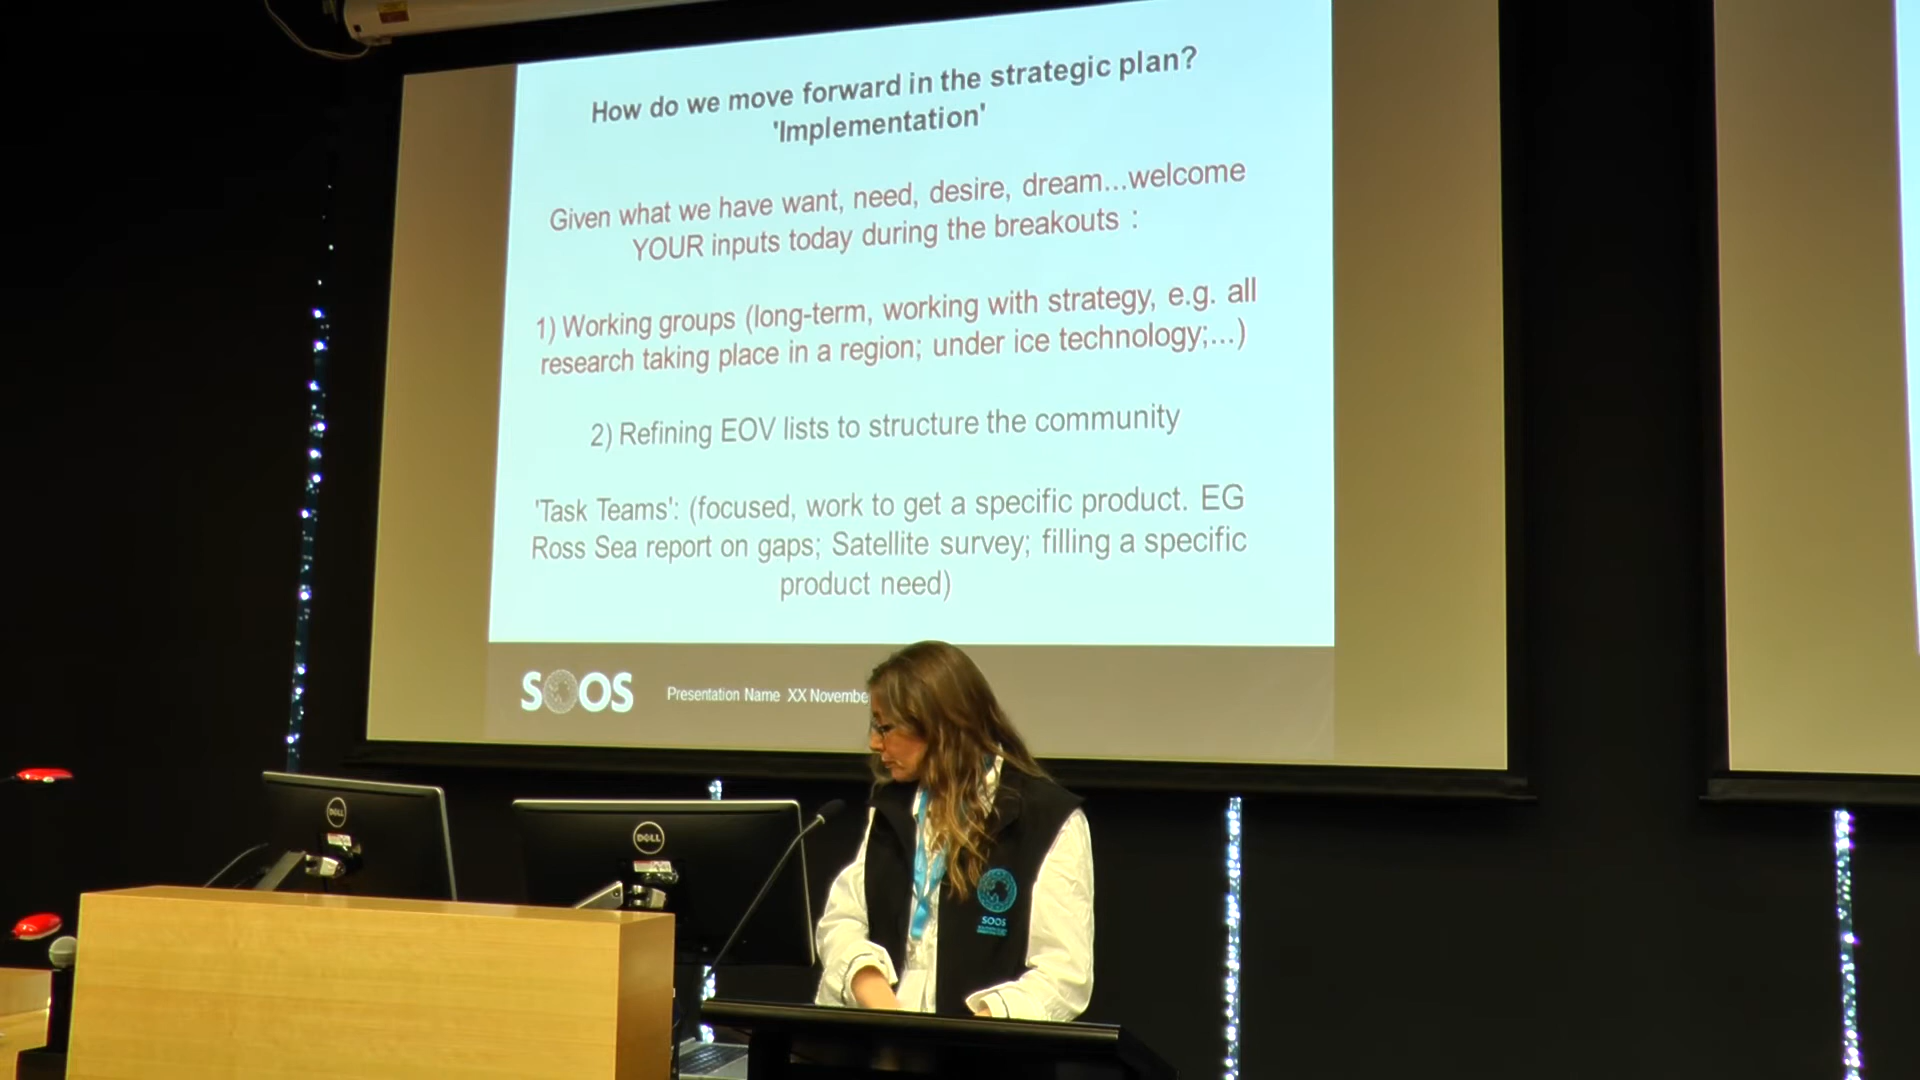 How do we move forward in the strategic plan?
'Implementation'
Given what we have want, need, desire, dream...welcome
YOUR inputs today during the breakouts :
1) Working groups (long-term, working with strategy, e.g. all
research taking place in a region; under ice technology;...)
2) Refining EOV lists to structure the community
'Task Teams': (focused, work to get a specific product. EG
Ross Sea report on gaps; Satellite survey; filling a specific
product need)
SOOS
Presentation Name XX Novembe
DELL
DELL
SOOS